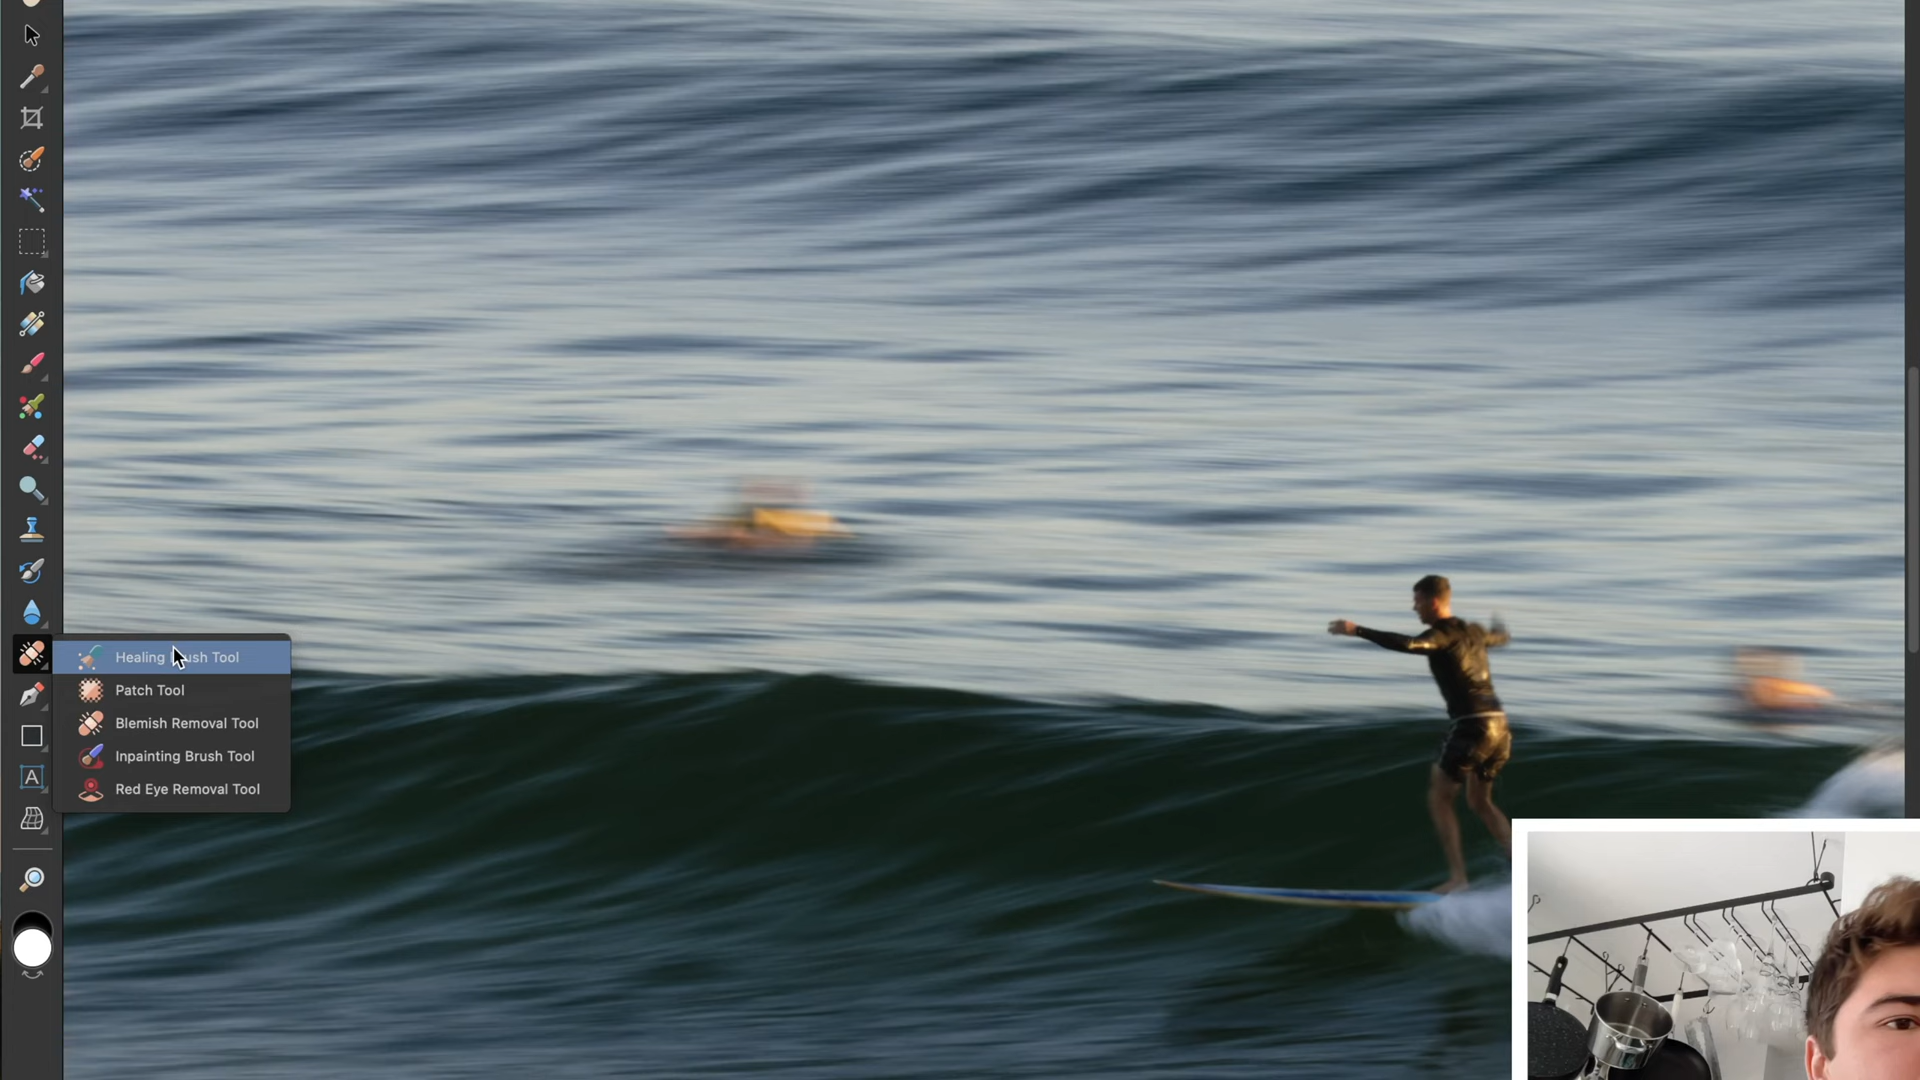 Healing Brush Tool
Patch Tool
Blemish Removal Tool
Inpainting Brush Tool
Red Eye Removal Tool
A